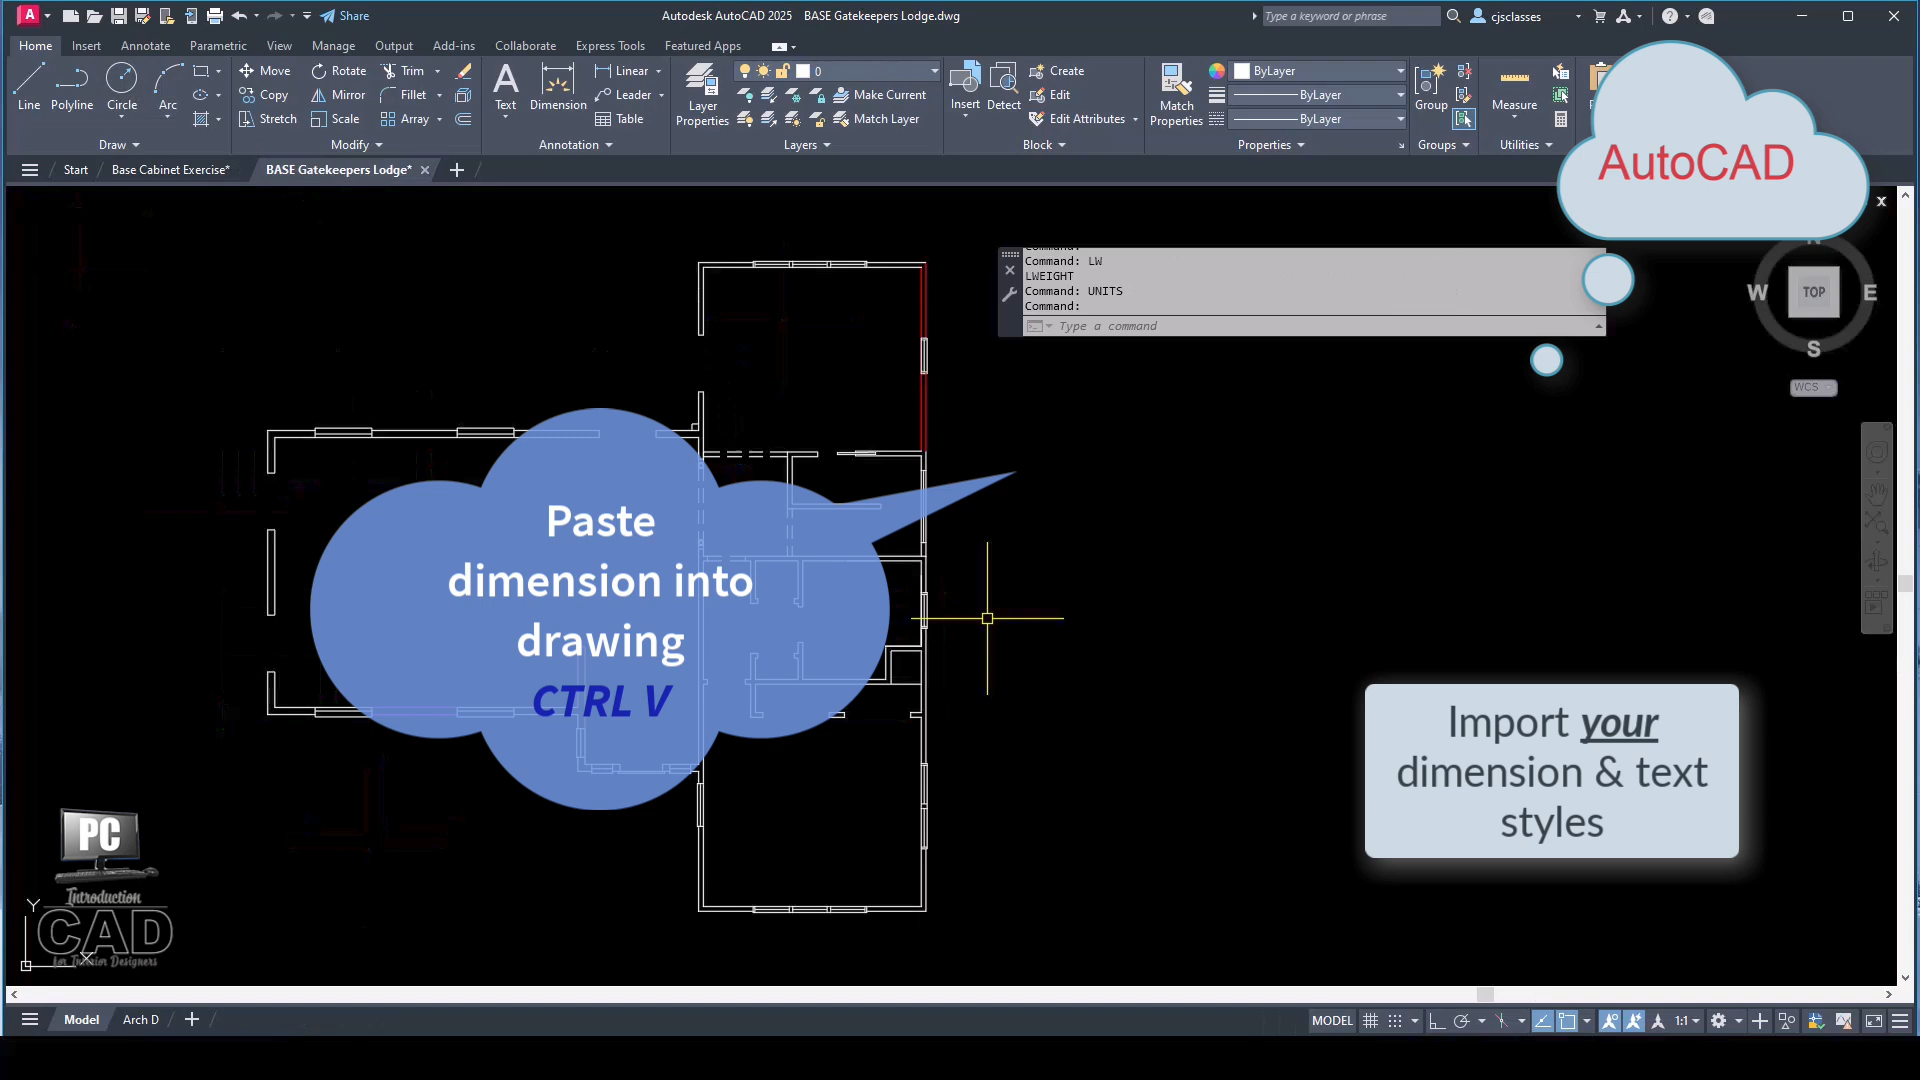 Share
Autodesk AutoCAD 2025 BASE Gatekeepers Lodge.dwg
Type a keyword or phrase
cjsclasses
Home Insert Annotate Parametric View Manage Output Add-ins Collaborate Express Tools Featured Apps
Line Polyline Circle Arc
Move Rotate Trim
Copy Mirror Fillet
Stretch Scale Array
Text Dimension
Linear
Leader
Table
Layer
Properties
0
Make Current
Match Layer
Insert Detect
Create
Edit
Edit Attributes
Match
Properties
ByLayer
ByLayer
ByLayer
Group
Measure
Draw Modify Annotation Layers Block Properties Groups Utilities
Start Base Cabinet Exercise* BASE Gatekeepers Lodge*
AutoCAD
Command: LW
LWEIGHT
Command: UNITS
Command:
Type a command
W TOP E
S
WCS
Paste
dimension into
drawing
CTRL V
Import your
dimension & text
styles
PC
Introduction
CAD
for Interior Designers
Y
X
Model Arch D
MODEL
1:1